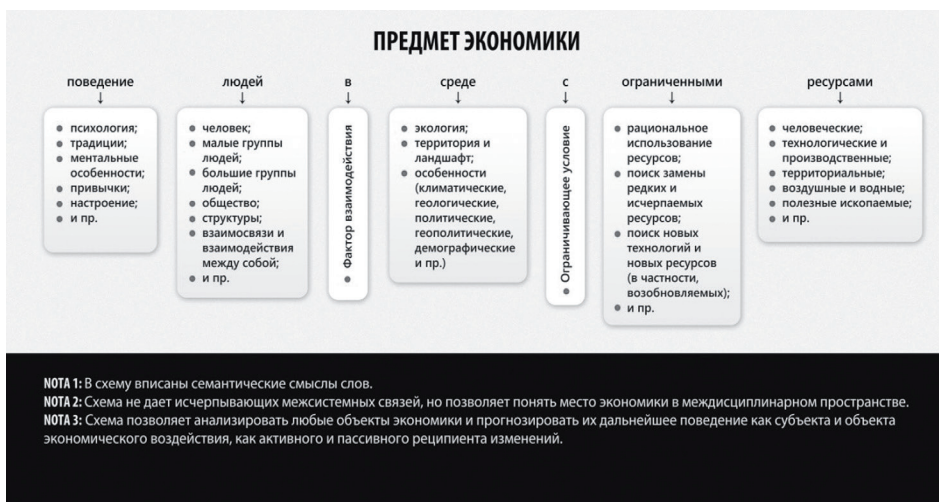 ПРЕДМЕТ ЭКОНОМИКИ
поведение
людей
в
среде
с
ограниченными
ресурсами
психология;
традиции;
ментальные
особенности;
привычки;
настроение;
и пр.
человек;
малые группы
людей;
большие группы
людей;
общество;
структуры;
взаимосвязи и
взаимодействия
между собой;
и пр.
Фактор взаимодействия
экология;
территория и
ландшафт;
особенности
(климатические,
геологические,
политические,
геополитические,
демографические
и пр.)
Ограничивающее условие
рациональное
использование
ресурсов;
поиск замены
редких и
исчерпаемых
ресурсов;
поиск новых
технологий и
новых ресурсов
(в частности,
возобновляемых);
и пр.
человеческие;
технологические и
производственные;
территориальные;
воздушные и водные;
полезные ископаемые;
и пр.
NOTA 1: В схему вписаны семантические смыслы слов.
NOTA 2: Схема не дает исчерпывающих межсистемных связей, но позволяет понять место экономики в междисциплинарном пространстве.
NOTA 3: Схема позволяет анализировать любые объекты экономики и прогнозировать их дальнейшее поведение как субъекта и объекта
экономического воздействия, как активного и пассивного реципиента изменений.